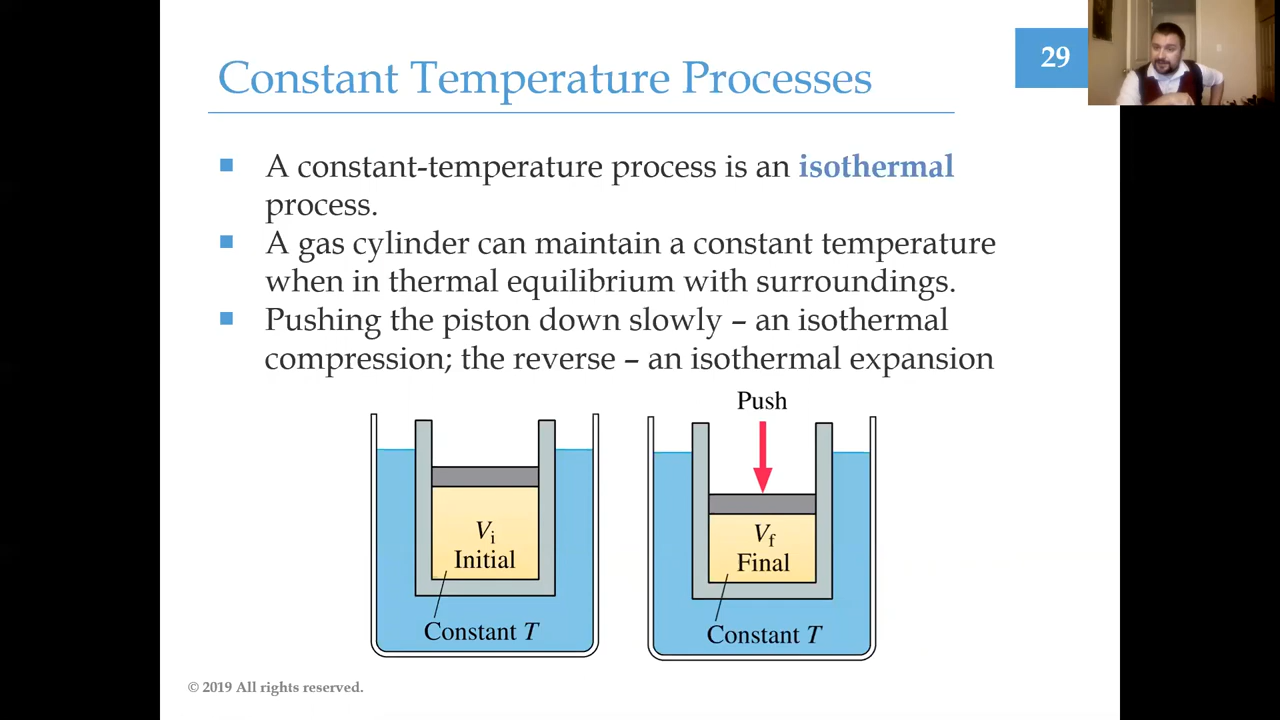 Constant Temperature Processes
29
A constant-temperature process is an isothermal
process.
A gas cylinder can maintain a constant temperature
when in thermal equilibrium with surroundings.
Pushing the piston down slowly – an isothermal
compression; the reverse – an isothermal expansion
Push
Vi
Initial
Constant T
Vf
Final
Constant T
© 2019 All rights reserved.